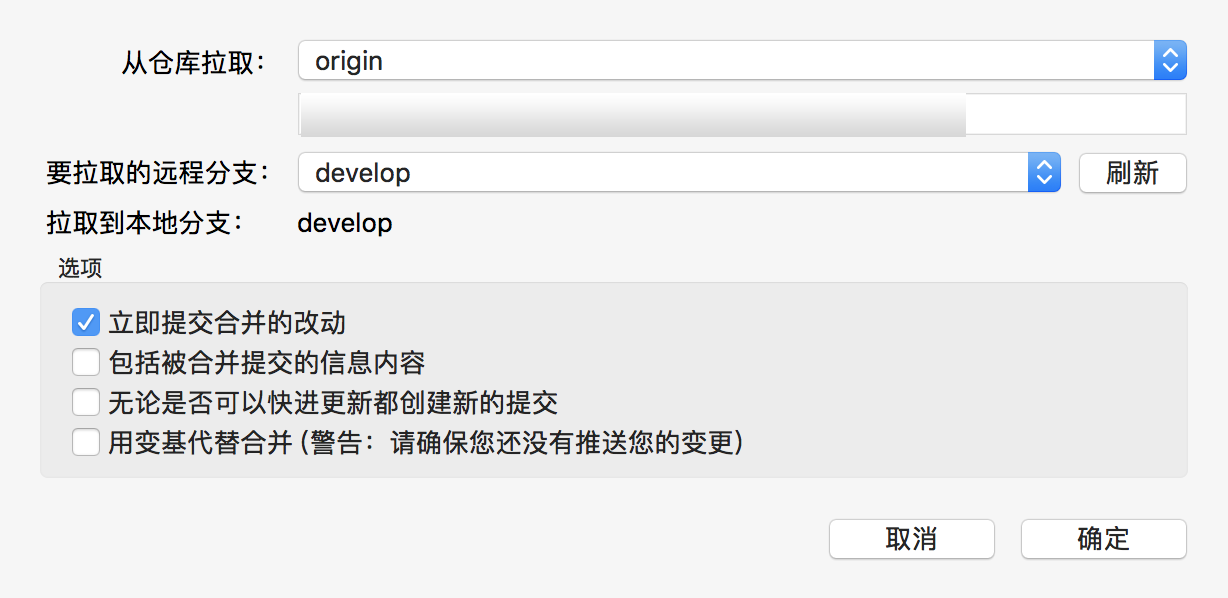 从仓库拉取： origin
要拉取的远程分支： develop 刷新
拉取到本地分支： develop
选项
立即提交合并的改动
包括被合并提交的信息内容
无论是否可以快进更新都创建新的提交
用变基代替合并（警告：请确保您还没有推送您的变更）
取消 确定